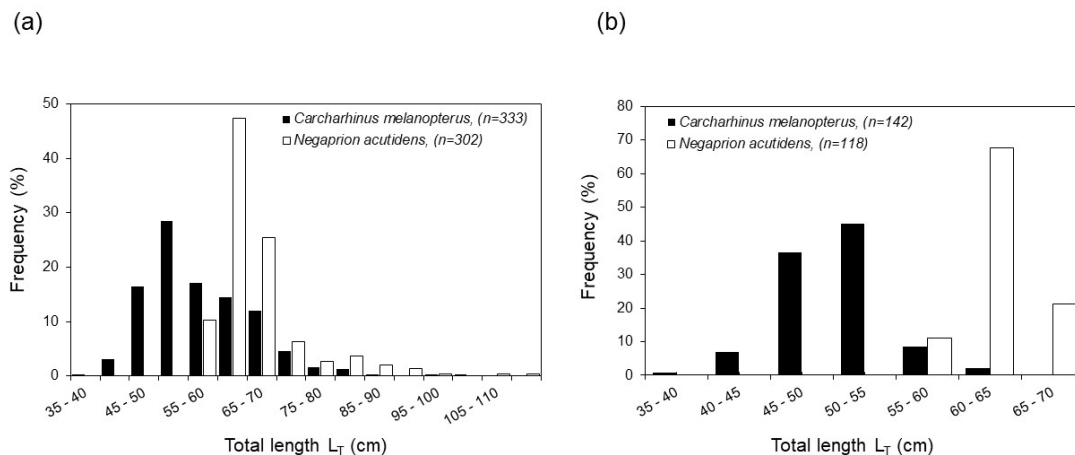 (a)
(b)
50
40
30
20
10
0
Frequency (%)
Carcharhinus melanopterus, (n=333)
Negaprion acutidens, (n=302)
35 - 40
45 - 50
55 - 60
65 - 70
75 - 80
85 - 90
95 - 100
105 - 110
Total length LT (cm)
80
70
60
50
40
30
20
10
0
Frequency (%)
Carcharhinus melanopterus, (n=142)
Negaprion acutidens, (n=118)
35 - 40
40 - 45
45 - 50
50 - 55
55 - 60
60 - 65
65 - 70
Total length LT (cm)